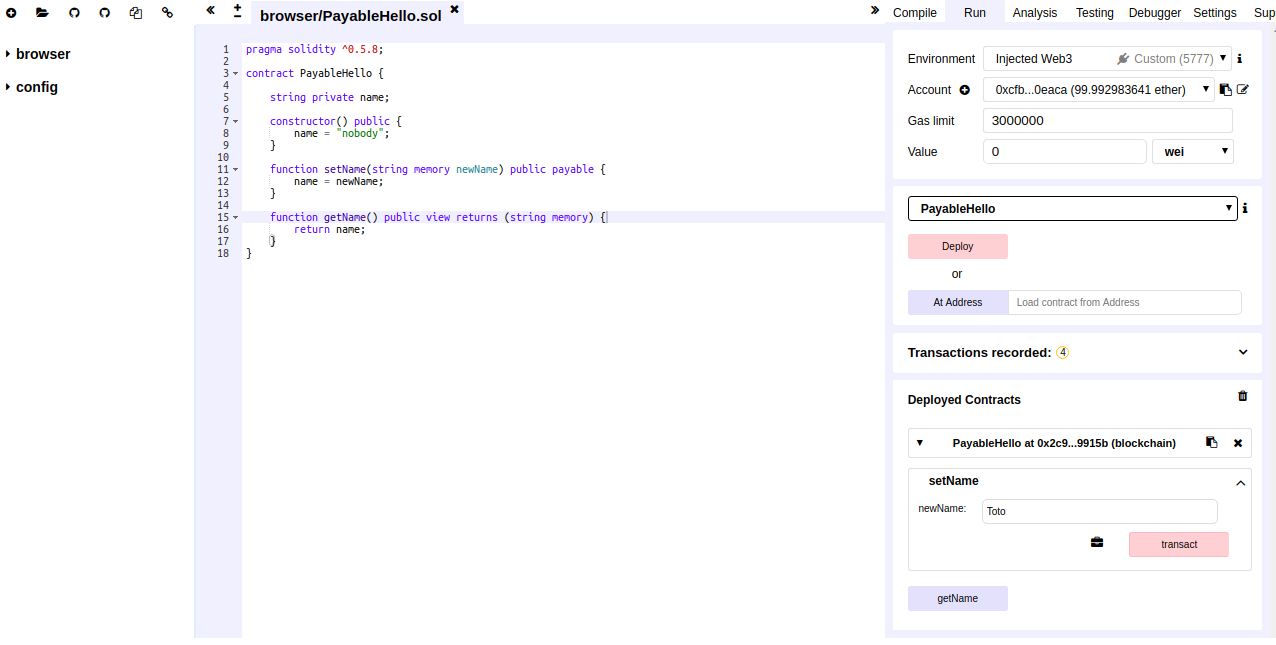 browser/PayableHello.sol
Compile Run Analysis Testing Debugger Settings Sup
browser
config
1 pragma solidity ^0.5.8;
2
3 contract PayableHello {
4
5 string private name;
6
7 constructor() public {
8 name = "nobody";
9 }
10
11 function setName(string memory newName) public payable {
12 name = newName;
13 }
14
15 function getName() public view returns (string memory) {
16 return name;
17 }
18 }
Environment Injected Web3 Custom (5777)
Account 0xcfb...0eaca (99.992983641 ether)
Gas limit 3000000
Value 0 wei
PayableHello
Deploy
or
At Address Load contract from Address
Transactions recorded: 4
Deployed Contracts
PayableHello at 0x2c9...9915b (blockchain)
setName
newName: Toto
transact
getName